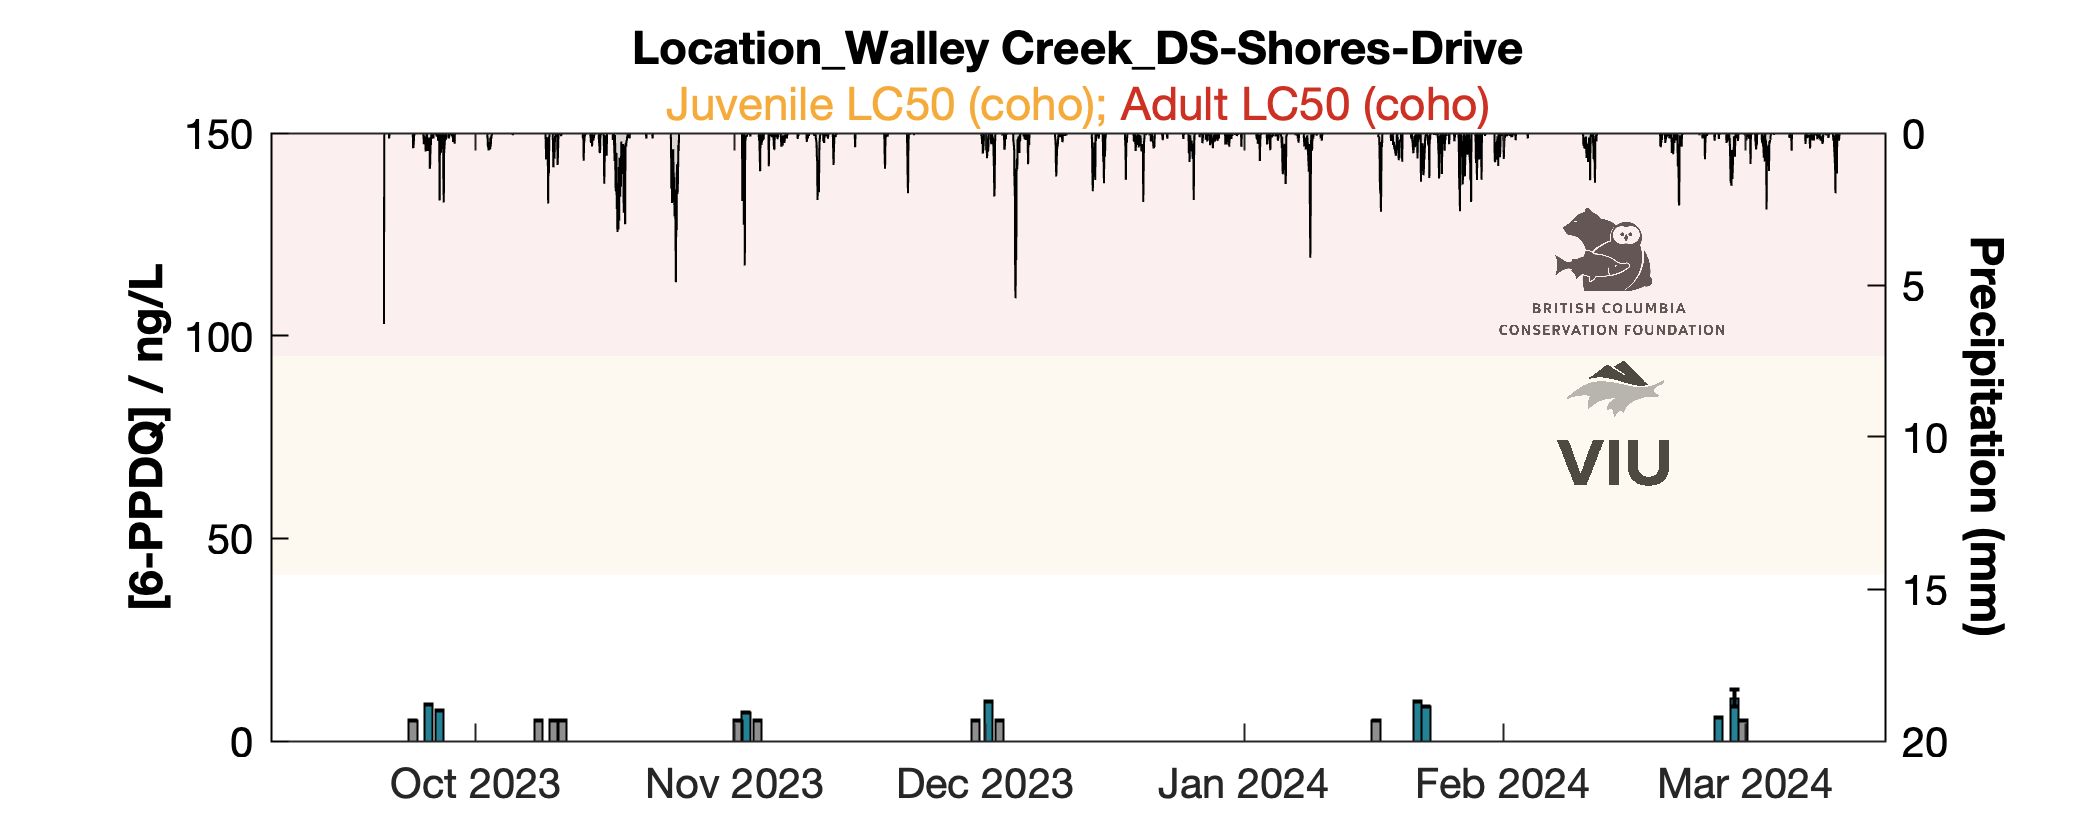 Location_Walley Creek_DS-Shores-Drive
Juvenile LC50 (coho); Adult LC50 (coho)
[6-PPDQ] / ng/L
150
100
50
0
Precipitation (mm)
0
5
10
15
20
BRITISH COLUMBIA
CONSERVATION FOUNDATION
VIU
Oct 2023
Nov 2023
Dec 2023
Jan 2024
Feb 2024
Mar 2024